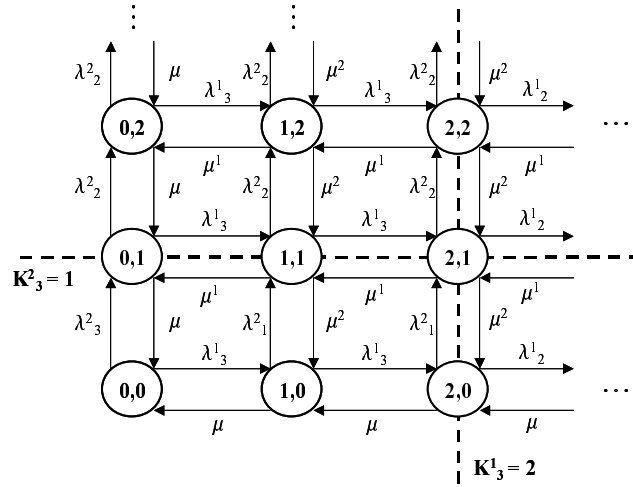 ⋮ ⋮
λ²₂ μ λ²₂ μ² λ²₂ μ²
λ¹₃ λ¹₃ λ¹₂
0,2 1,2 2,2 ...
μ¹ μ¹ μ¹
λ²₂ μ λ²₂ μ² λ²₂ μ²
λ¹₃ λ¹₃ λ¹₂
0,1 1,1 2,1
K²₃ = 1
μ¹ μ¹ μ¹
λ²₃ μ λ²₁ μ² λ²₁ μ²
λ¹₃ λ¹₃ λ¹₂
0,0 1,0 2,0 ...
μ μ μ
K¹₃ = 2